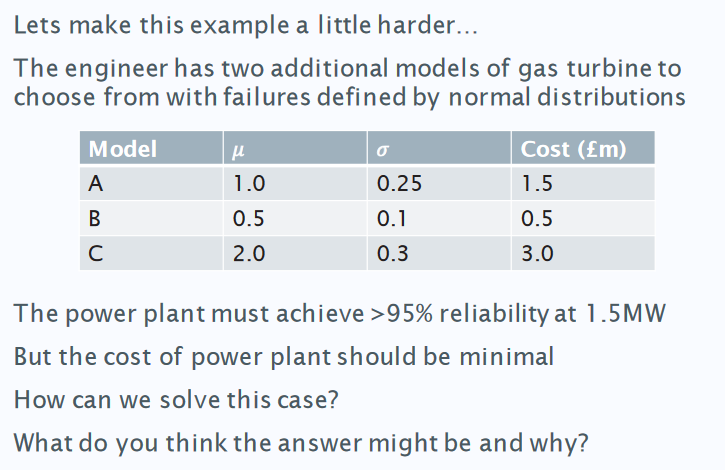 Lets make this example a little harder...
The engineer has two additional models of gas turbine to
choose from with failures defined by normal distributions
Model μ σ Cost (£m)
A 1.0 0.25 1.5
B 0.5 0.1 0.5
C 2.0 0.3 3.0
The power plant must achieve >95% reliability at 1.5MW
But the cost of power plant should be minimal
How can we solve this case?
What do you think the answer might be and why?